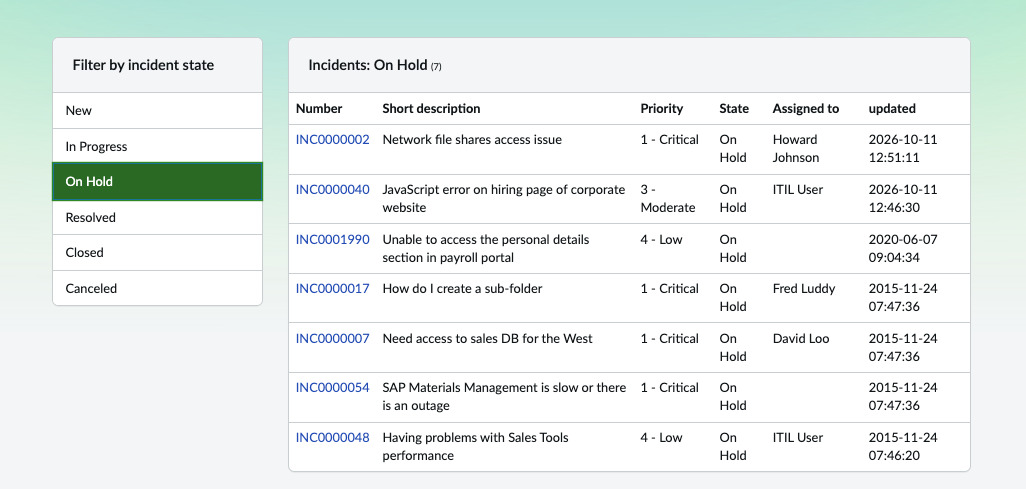 Filter by incident state
New
In Progress
On Hold
Resolved
Closed
Canceled
Incidents: On Hold (7)
Number Short description Priority State Assigned to updated
INC0000002 Network file shares access issue 1 - Critical On Howard 2026-10-11
Hold Johnson 12:51:11
INC0000040 JavaScript error on hiring page of corporate 3 - On ITIL User 2026-10-11
website Moderate Hold 12:46:30
INC0001990 Unable to access the personal details 4 - Low On 2020-06-07
section in payroll portal Hold 09:04:34
INC0000017 How do I create a sub-folder 1 - Critical On Fred Luddy 2015-11-24
Hold 07:47:36
INC0000007 Need access to sales DB for the West 1 - Critical On David Loo 2015-11-24
Hold 07:47:36
INC0000054 SAP Materials Management is slow or there 1 - Critical On 2015-11-24
is an outage Hold 07:47:36
INC0000048 Having problems with Sales Tools 4 - Low On ITIL User 2015-11-24
performance Hold 07:46:20